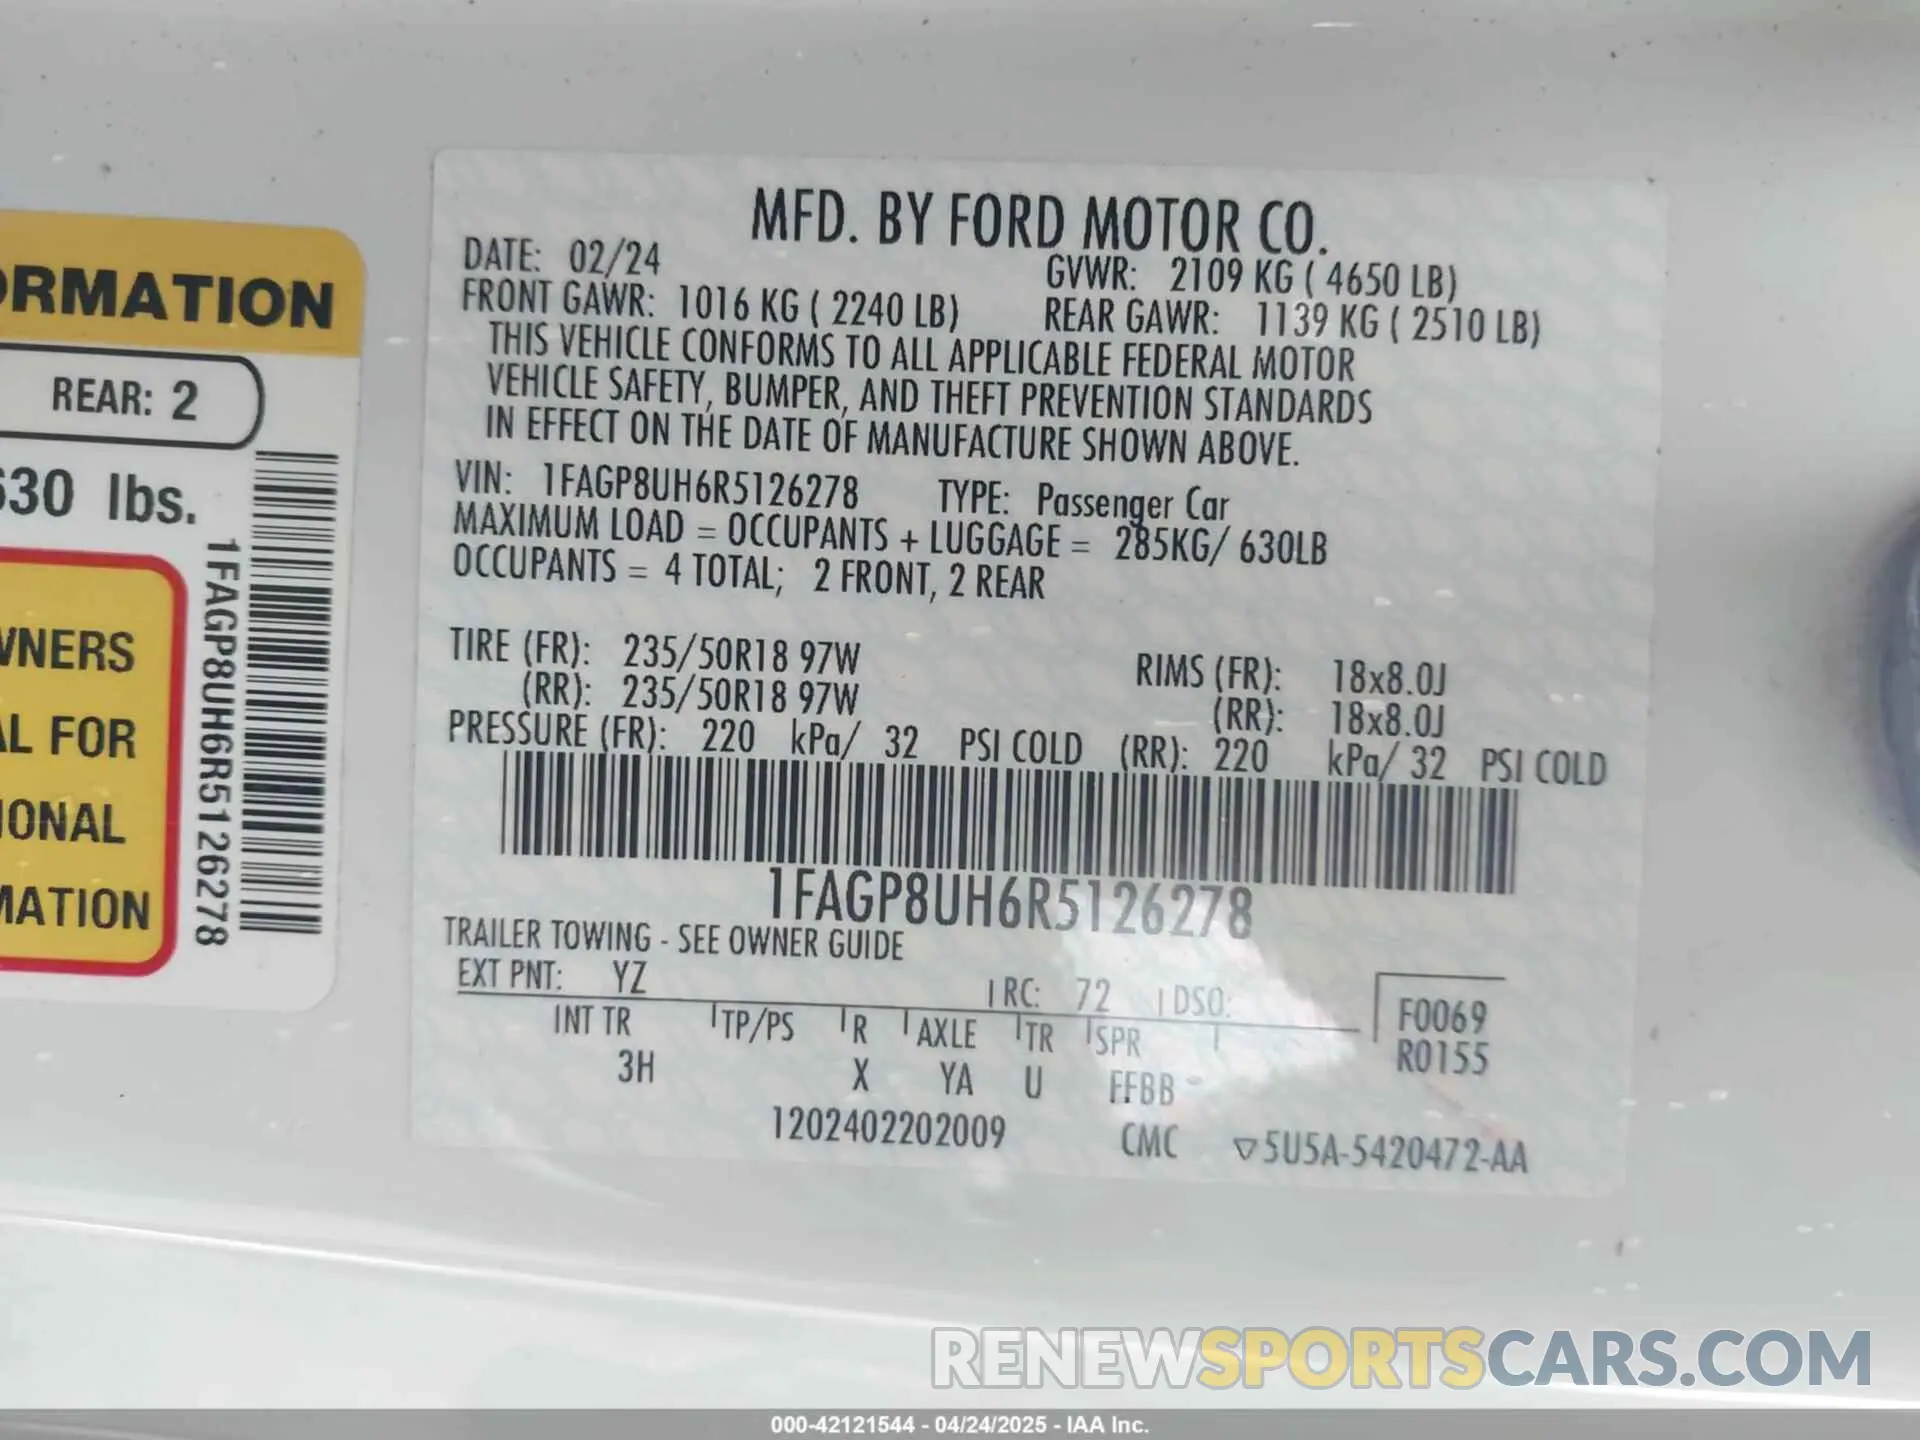 ORMATION
REAR: 2
630 lbs.
WNERS
AL FOR
IONAL
MATION
1FAGP8UH6R5126278
MFD. BY FORD MOTOR CO.
DATE: 02/24 GVWR: 2109 KG ( 4650 LB)
FRONT GAWR: 1016 KG ( 2240 LB) REAR GAWR: 1139 KG ( 2510 LB)
THIS VEHICLE CONFORMS TO ALL APPLICABLE FEDERAL MOTOR
VEHICLE SAFETY, BUMPER, AND THEFT PREVENTION STANDARDS
IN EFFECT ON THE DATE OF MANUFACTURE SHOWN ABOVE.
VIN: 1FAGP8UH6R5126278 TYPE: Passenger Car
MAXIMUM LOAD = OCCUPANTS + LUGGAGE = 285KG/ 630LB
OCCUPANTS = 4 TOTAL; 2 FRONT, 2 REAR
TIRE (FR): 235/50R18 97W RIMS (FR): 18x8.0J
(RR): 235/50R18 97W (RR): 18x8.0J
PRESSURE (FR): 220 kPa/ 32 PSI COLD (RR): 220 kPa/ 32 PSI COLD
1FAGP8UH6R5126278
TRAILER TOWING - SEE OWNER GUIDE
EXT PNT: YZ RC: 72 DSO:
F0069
INT TR TP/PS R AXLE TR SPR
R0155
3H X YA U FFBB
1202402202009 CMC ▽5U5A-5420472-AA
RENEWSPORTSCARS.COM
000-42121544 - 04/24/2025 - IAA Inc.